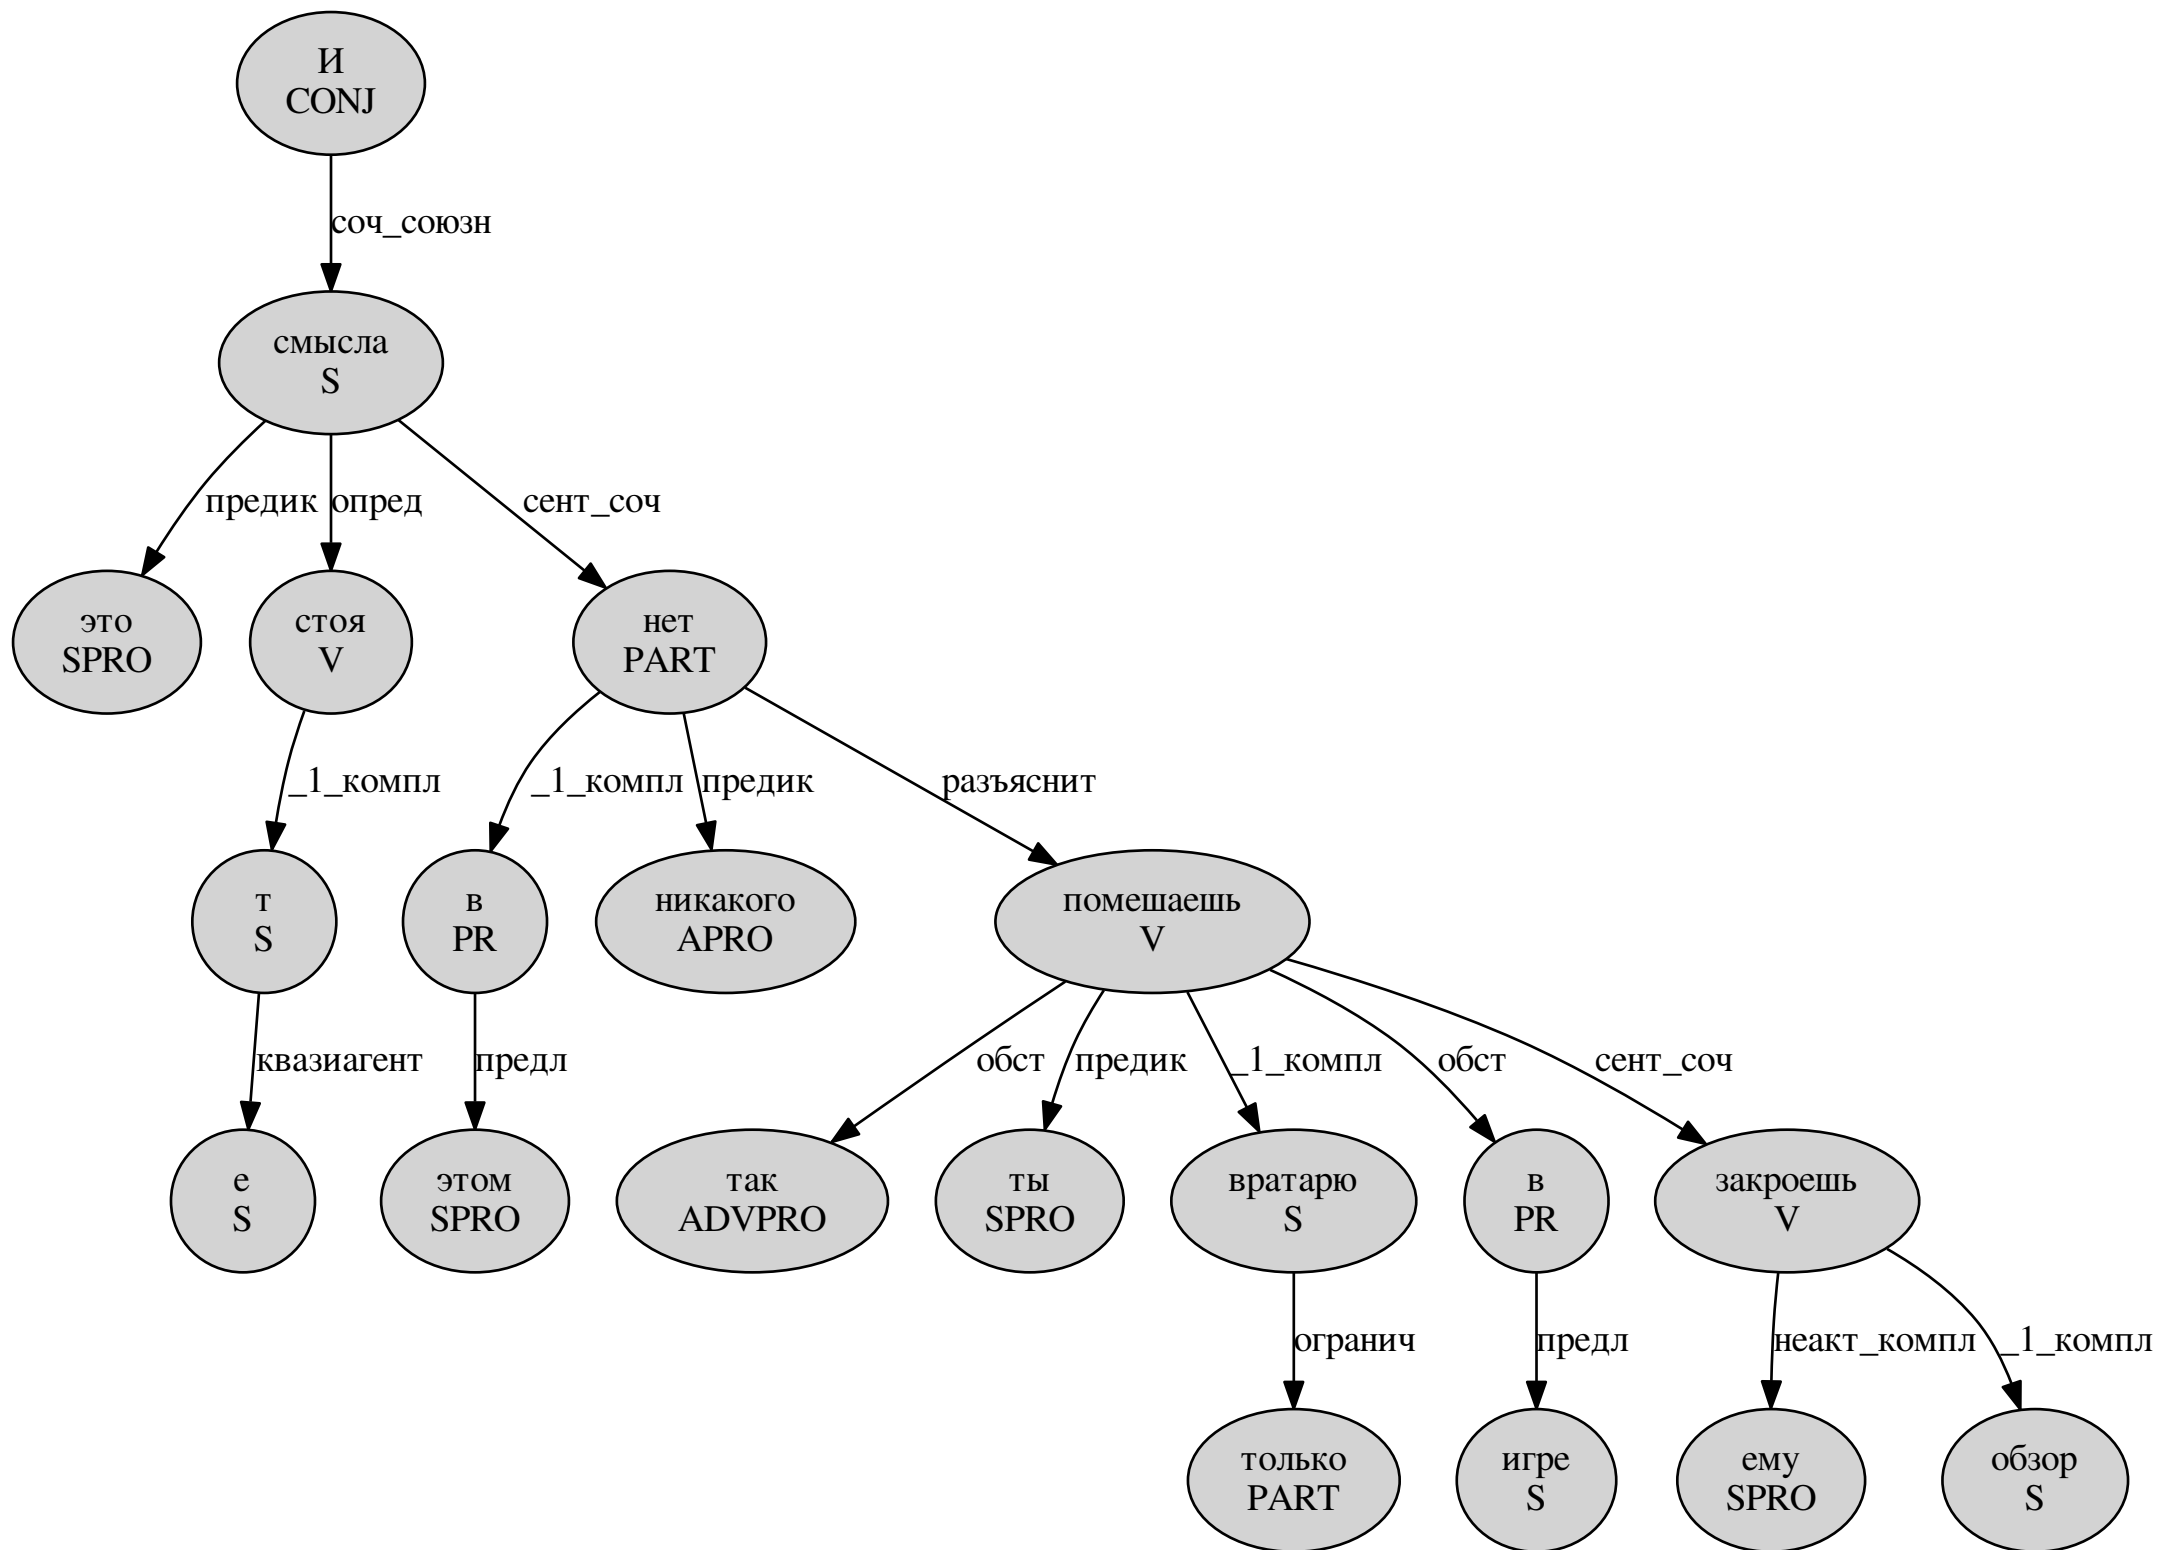 И
CONJ
соч_союзн
смысла
S
предик
опред
сент_соч
это
SPRO
стоя
V
нет
PART
_1_компл
_1_компл
предик
разъяснит
т
S
в
PR
никакого
APRO
помешаешь
V
квазиагент
предл
обст
предик
_1_компл
обст
сент_соч
е
S
этом
SPRO
так
ADVPRO
ты
SPRO
вратарю
S
в
PR
закроешь
V
огранич
предл
неакт_компл
_1_компл
только
PART
игре
S
ему
SPRO
обзор
S